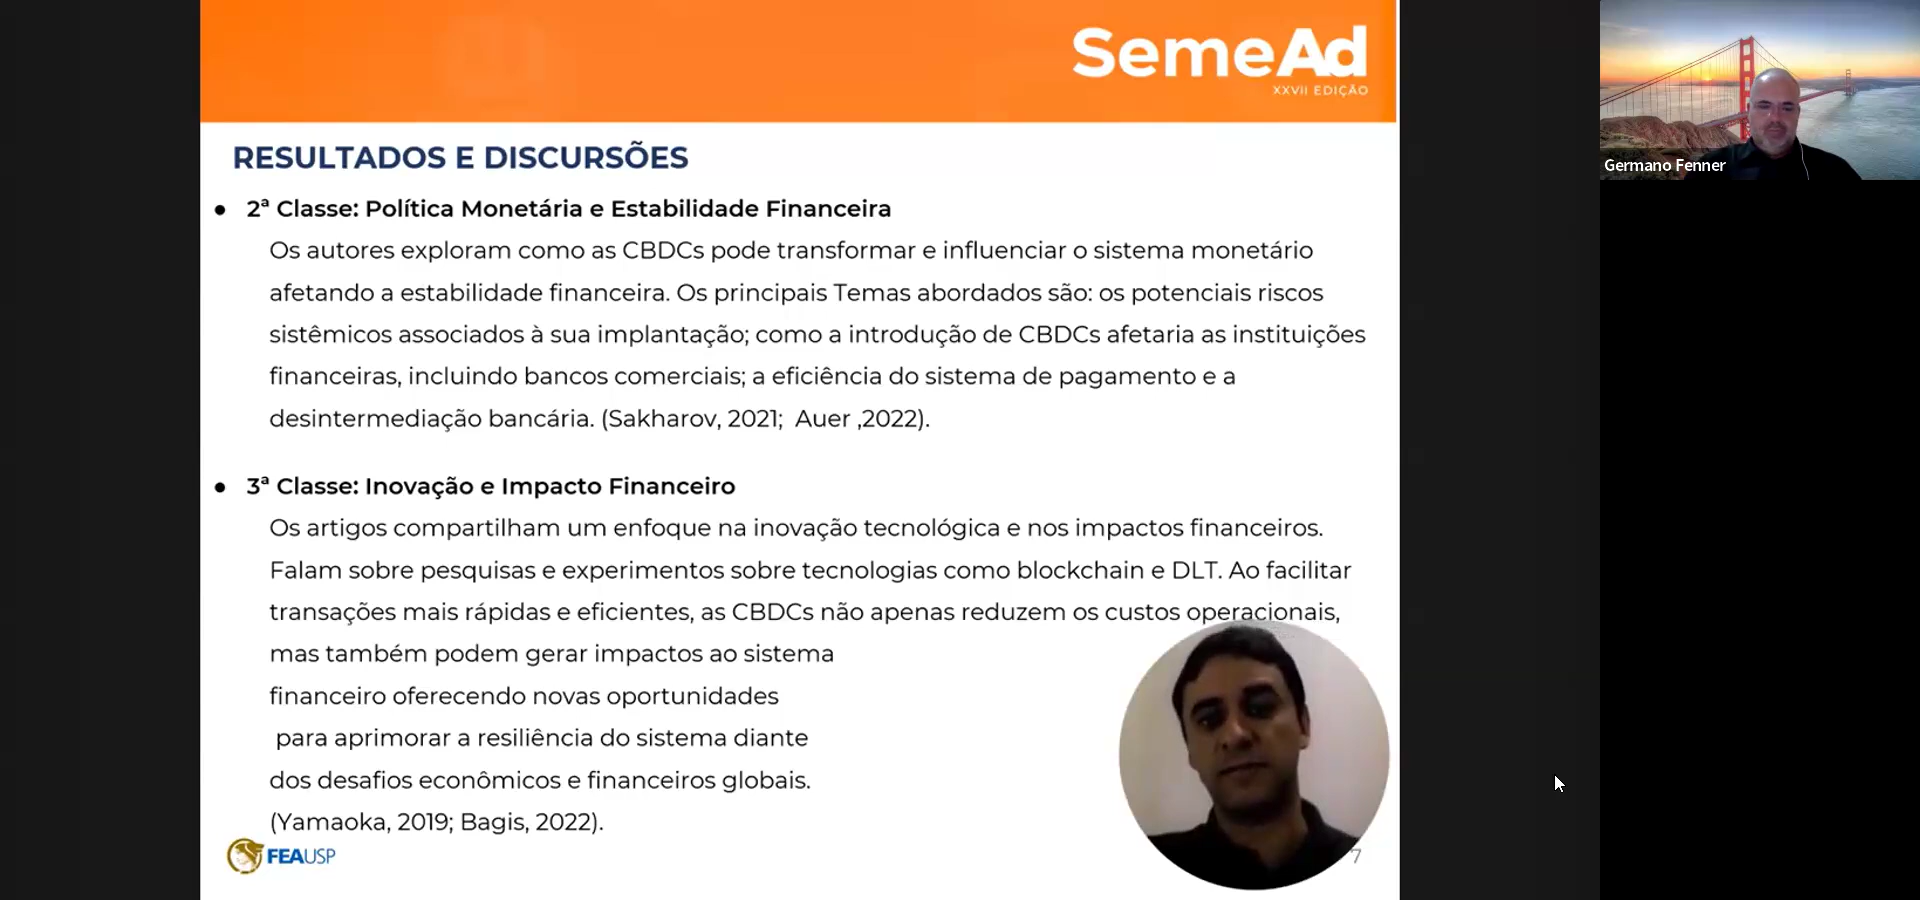 SemeAd
XXVII EDIÇÃO
Germano Fenner
RESULTADOS E DISCURSÕES
● 2ª Classe: Política Monetária e Estabilidade Financeira
Os autores exploram como as CBDCs pode transformar e influenciar o sistema monetário
afetando a estabilidade financeira. Os principais Temas abordados são: os potenciais riscos
sistêmicos associados à sua implantação; como a introdução de CBDCs afetaria as instituições
financeiras, incluindo bancos comerciais; a eficiência do sistema de pagamento e a
desintermediação bancária. (Sakharov, 2021;  Auer ,2022).
● 3ª Classe: Inovação e Impacto Financeiro
Os artigos compartilham um enfoque na inovação tecnológica e nos impactos financeiros.
Falam sobre pesquisas e experimentos sobre tecnologias como blockchain e DLT. Ao facilitar
transações mais rápidas e eficientes, as CBDCs não apenas reduzem os custos operacionais,
mas também podem gerar impactos ao sistema
financeiro oferecendo novas oportunidades
para aprimorar a resiliência do sistema diante
dos desafios econômicos e financeiros globais.
(Yamaoka, 2019; Bagis, 2022).
FEAUSP
7